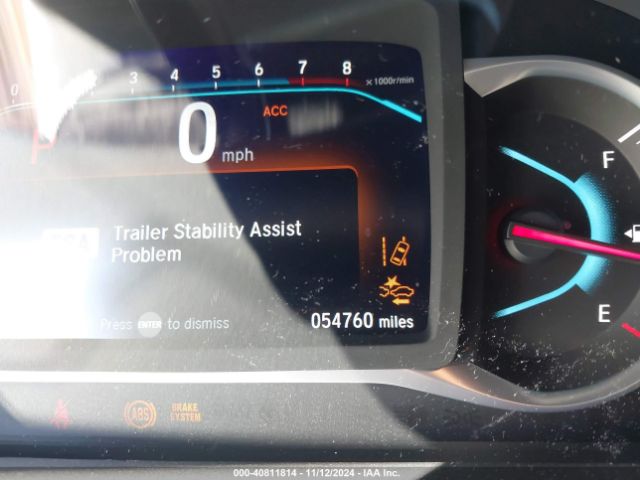 0 3 4 5 6 7 8 ×1000r/min
ACC
0 mph
Trailer Stability Assist
Problem
Press ENTER to dismiss
054760 miles
F
E
ABS
BRAKE
SYSTEM
000-40811814 - 11/12/2024 - IAA Inc.